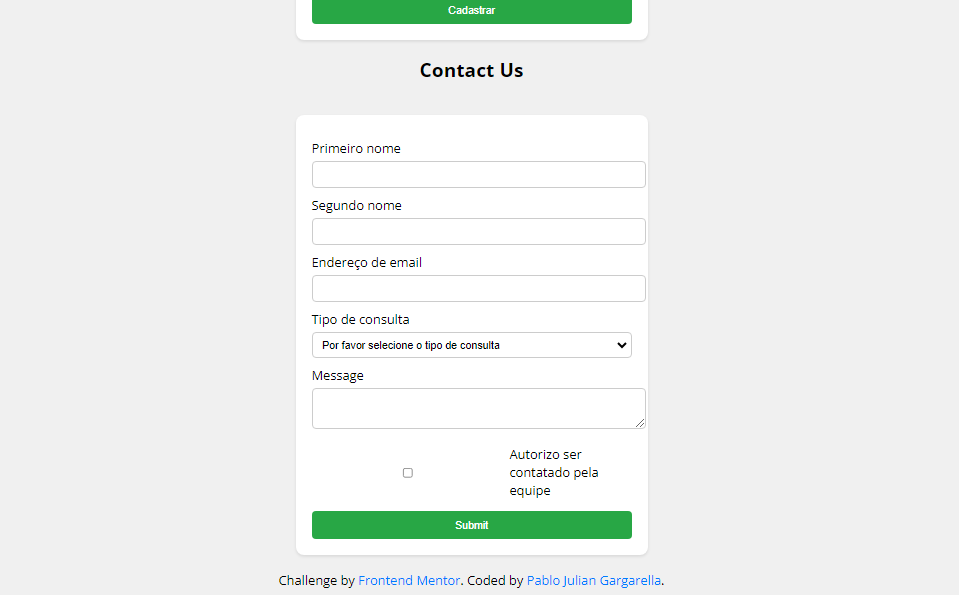 Cadastrar
Contact Us
Primeiro nome
Segundo nome
Endereço de email
Tipo de consulta
Por favor selecione o tipo de consulta
Message
Autorizo ser
contatado pela
equipe
Submit
Challenge by Frontend Mentor. Coded by Pablo Julian Gargarella.